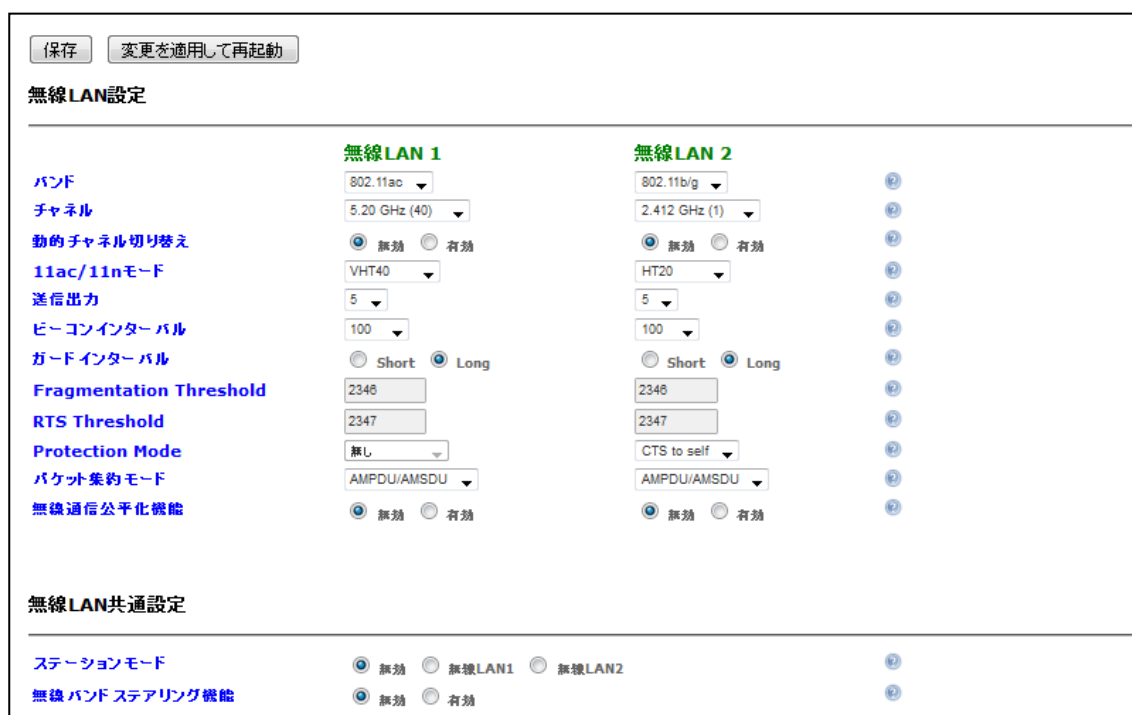 保存 変更を適用して再起動
無線LAN設定
無線LAN 1 無線LAN 2
バンド 802.11ac 802.11b/g
チャネル 5.20 GHz (40) 2.412 GHz (1)
動的チャネル切り替え 無効 有効 無効 有効
11ac/11nモード VHT40 HT20
送信出力 5 5
ビーコンインターバル 100 100
ガードインターバル Short Long Short Long
Fragmentation Threshold 2346 2346
RTS Threshold 2347 2347
Protection Mode 無し CTS to self
パケット集約モード AMPDU/AMSDU AMPDU/AMSDU
無線通信公平化機能 無効 有効 無効 有効
無線LAN共通設定
ステーションモード 無効 無線LAN1 無線LAN2
無線バンドステアリング機能 無効 有効